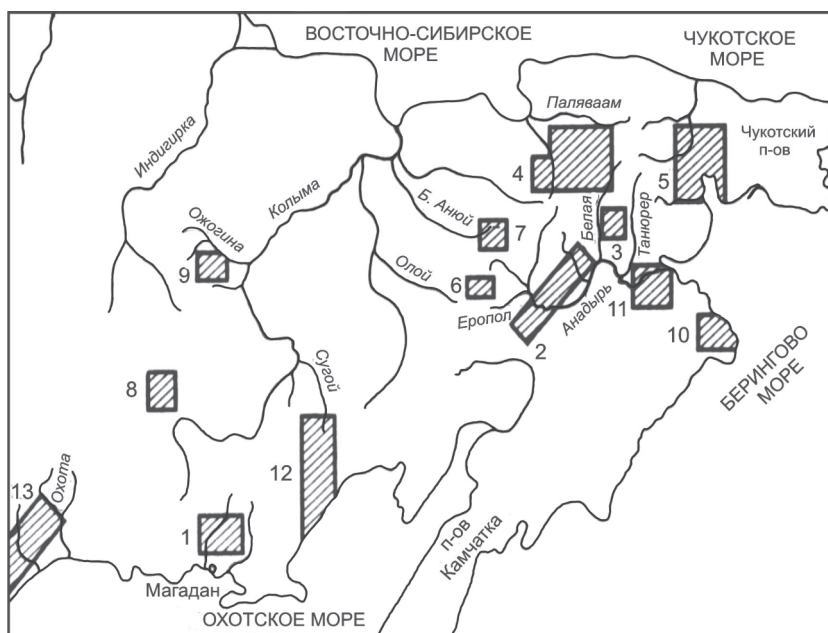 ВОСТОЧНО-СИБИРСКОЕ
МОРЕ
ЧУКОТСКОЕ
МОРЕ
Паляваам
Чукотский
п-ов
Индигирка
Колыма
Ожогина
Б. Анюй
Олой
Белая
Танюрер
Еропол
Анадырь
4
5
7
3
9
6
11
10
2
БЕРИНГОВО
МОРЕ
8
Сугой
12
13
Охота
1
п-ов
Камчатка
Магадан
ОХОТСКОЕ МОРЕ